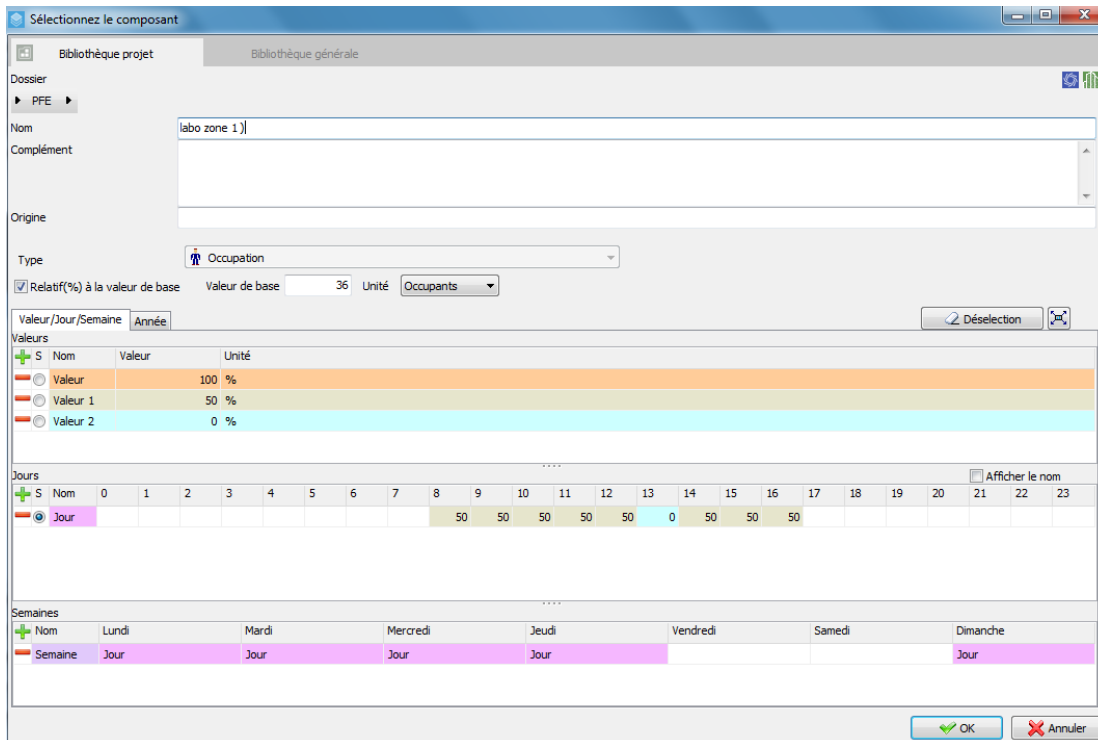 Sélectionnez le composant
Bibliothèque projet Bibliothèque générale
Dossier
PFE
Nom labo zone 1 )
Complément
Origine
Type Occupation
Relatif(%) à la valeur de base Valeur de base 36 Unité Occupants
Valeur/Jour/Semaine Année Déselection
Valeurs
S Nom Valeur Unité
Valeur 100 %
Valeur 1 50 %
Valeur 2 0 %
Jours Afficher le nom
S Nom 0 1 2 3 4 5 6 7 8 9 10 11 12 13 14 15 16 17 18 19 20 21 22 23
Jour 50 50 50 50 50 0 50 50 50
Semaines
Nom Lundi Mardi Mercredi Jeudi Vendredi Samedi Dimanche
Semaine Jour Jour Jour Jour Jour
OK Annuler